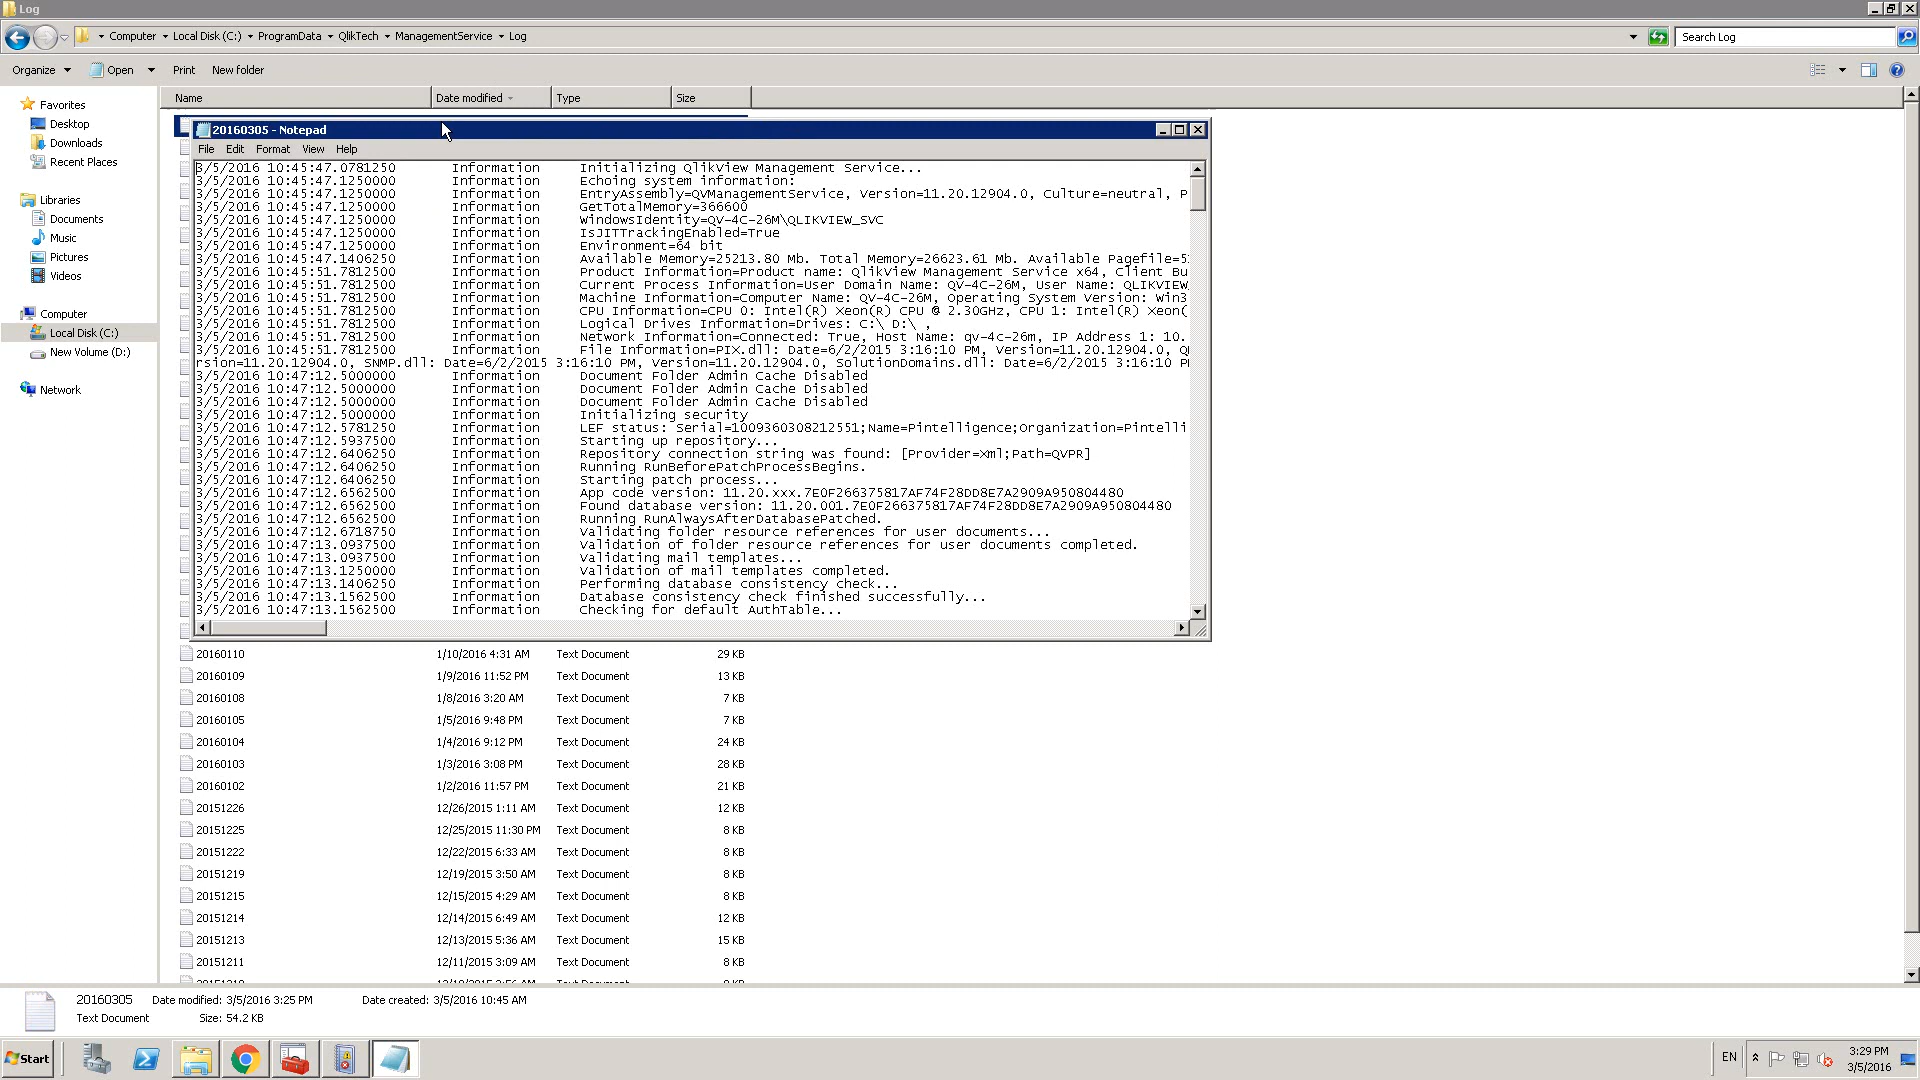 Log
Computer Local Disk (C:) ProgramData QlikTech ManagementService Log
Search Log
Organize Open Print New folder
Name Date modified Type Size
Favorites
Desktop
Downloads
Recent Places
Libraries
Documents
Music
Pictures
Videos
Computer
Local Disk (C:)
New Volume (D:)
Network
20160305 - Notepad
File Edit Format View Help
3/5/2016 10:45:47.0781250 Information Initializing QlikView Management Service...
3/5/2016 10:45:47.1250000 Information Echoing system information:
3/5/2016 10:45:47.1250000 Information EntryAssembly=QVManagementService, Version=11.20.12904.0, Culture=neutral, P
3/5/2016 10:45:47.1250000 Information GetTotalMemory=366600
3/5/2016 10:45:47.1250000 Information WindowsIdentity=QV-4C-26M\QLIKVIEW_SVC
3/5/2016 10:45:47.1250000 Information IsJITTrackingEnabled=True
3/5/2016 10:45:47.1250000 Information Environment=64 bit
3/5/2016 10:45:47.1406250 Information Available Memory=25213.80 Mb. Total Memory=26623.61 Mb. Available Pagefile=5
3/5/2016 10:45:51.7812500 Information Product Information=Product name: QlikView Management Service x64, Client Bu
3/5/2016 10:45:51.7812500 Information Current Process Information=User Domain Name: QV-4C-26M, User Name: QLIKVIEW
3/5/2016 10:45:51.7812500 Information Machine Information=Computer Name: QV-4C-26M, Operating System Version: Win3
3/5/2016 10:45:51.7812500 Information CPU Information=CPU 0: Intel(R) Xeon(R) CPU @ 2.30GHz, CPU 1: Intel(R) Xeon(
3/5/2016 10:45:51.7812500 Information Logical Drives Information=Drives: C:\ D:\ ,
3/5/2016 10:45:51.7812500 Information Network Information=Connected: True, Host Name: qv-4c-26m, IP Address 1: 10.
3/5/2016 10:45:51.7812500 Information File Information=PIX.dll: Date=6/2/2015 3:16:10 PM, Version=11.20.12904.0, Q
rsion=11.20.12904.0, SNMP.dll: Date=6/2/2015 3:16:10 PM, Version=11.20.12904.0, SolutionDomains.dll: Date=6/2/2015 3:16:10 P
3/5/2016 10:47:12.5000000 Information Document Folder Admin Cache Disabled
3/5/2016 10:47:12.5000000 Information Document Folder Admin Cache Disabled
3/5/2016 10:47:12.5000000 Information Document Folder Admin Cache Disabled
3/5/2016 10:47:12.5000000 Information Initializing security
3/5/2016 10:47:12.5781250 Information LEF status: Serial=1009360308212551;Name=Pintelligence;Organization=Pintelli
3/5/2016 10:47:12.5937500 Information Starting up repository...
3/5/2016 10:47:12.6406250 Information Repository connection string was found: [Provider=Xml;Path=QVPR]
3/5/2016 10:47:12.6406250 Information Running RunBeforePatchProcessBegins.
3/5/2016 10:47:12.6406250 Information Starting patch process...
3/5/2016 10:47:12.6562500 Information App code version: 11.20.xxx.7E0F266375817AF74F28DD8E7A2909A950804480
3/5/2016 10:47:12.6562500 Information Found database version: 11.20.001.7E0F266375817AF74F28DD8E7A2909A950804480
3/5/2016 10:47:12.6562500 Information Running RunAlwaysAfterDatabasePatched.
3/5/2016 10:47:12.6718750 Information Validating folder resource references for user documents...
3/5/2016 10:47:13.0937500 Information Validation of folder resource references for user documents completed.
3/5/2016 10:47:13.0937500 Information Validating mail templates...
3/5/2016 10:47:13.1250000 Information Validation of mail templates completed.
3/5/2016 10:47:13.1406250 Information Performing database consistency check...
3/5/2016 10:47:13.1562500 Information Database consistency check finished successfully...
3/5/2016 10:47:13.1562500 Information Checking for default AuthTable...
20160110 1/10/2016 4:31 AM Text Document 29 KB
20160109 1/9/2016 11:52 PM Text Document 13 KB
20160108 1/8/2016 3:20 AM Text Document 7 KB
20160105 1/5/2016 9:48 PM Text Document 7 KB
20160104 1/4/2016 9:12 PM Text Document 24 KB
20160103 1/3/2016 3:08 PM Text Document 28 KB
20160102 1/2/2016 11:57 PM Text Document 21 KB
20151226 12/26/2015 1:11 AM Text Document 12 KB
20151225 12/25/2015 11:30 PM Text Document 8 KB
20151222 12/22/2015 6:33 AM Text Document 8 KB
20151219 12/19/2015 3:50 AM Text Document 8 KB
20151215 12/15/2015 4:29 AM Text Document 8 KB
20151214 12/14/2015 6:49 AM Text Document 12 KB
20151213 12/13/2015 5:36 AM Text Document 15 KB
20151211 12/11/2015 3:09 AM Text Document 8 KB
20160305 Date modified: 3/5/2016 3:25 PM Date created: 3/5/2016 10:45 AM
Text Document Size: 54.2 KB
Start
EN
3:29 PM
3/5/2016